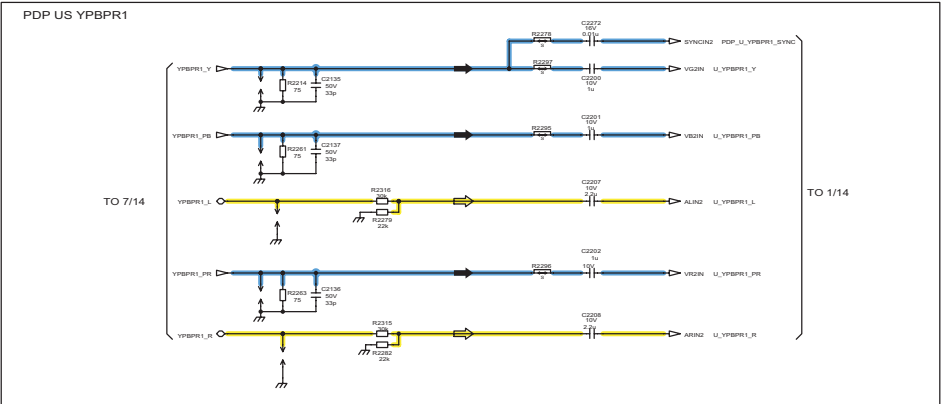 PDP US YPBPR1
C2272
16V
0.01u
R2278
s
SYNCIN2 PDP_U_YPBPR1_SYNC
YPBPR1_Y
R2297
s
VG2IN U_YPBPR1_Y
C2200
10V
1u
R2214
75
C2135
50V
33p
C2201
10V
1u
YPBPR1_PB
R2295
s
VB2IN U_YPBPR1_PB
R2261
75
C2137
50V
33p
TO 7/14
TO 1/14
R2316
30k
C2207
10V
2.2u
YPBPR1_L
ALIN2 U_YPBPR1_L
R2279
22k
C2202
1u
10V
YPBPR1_PR
R2296
s
VR2IN U_YPBPR1_PR
R2263
75
C2136
50V
33p
R2315
30k
C2208
10V
2.2u
YPBPR1_R
ARIN2 U_YPBPR1_R
R2282
22k